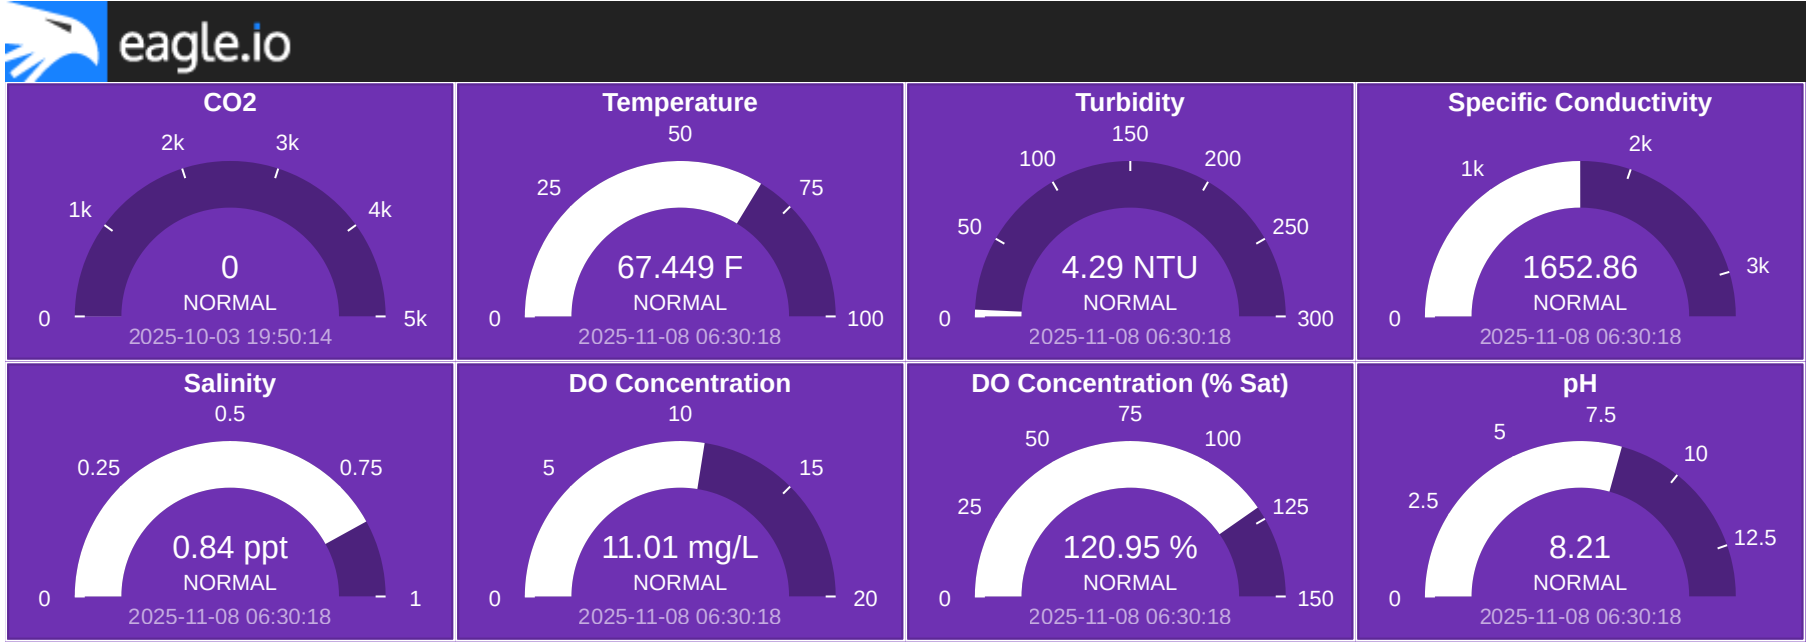 eagle.io
CO2
2k
3k
1k
4k
0
NORMAL
0
5k
2025-10-03 19:50:14
Temperature
50
25
75
67.449 F
NORMAL
0
100
2025-11-08 06:30:18
Turbidity
150
100
200
50
250
4.29 NTU
NORMAL
0
300
2025-11-08 06:30:18
Specific Conductivity
2k
1k
3k
1652.86
NORMAL
0
2025-11-08 06:30:18
Salinity
0.5
0.25
0.75
0.84 ppt
NORMAL
0
1
2025-11-08 06:30:18
DO Concentration
10
5
15
11.01 mg/L
NORMAL
0
20
2025-11-08 06:30:18
DO Concentration (% Sat)
75
50
100
25
125
120.95 %
NORMAL
0
150
2025-11-08 06:30:18
pH
7.5
5
10
2.5
12.5
8.21
NORMAL
0
2025-11-08 06:30:18